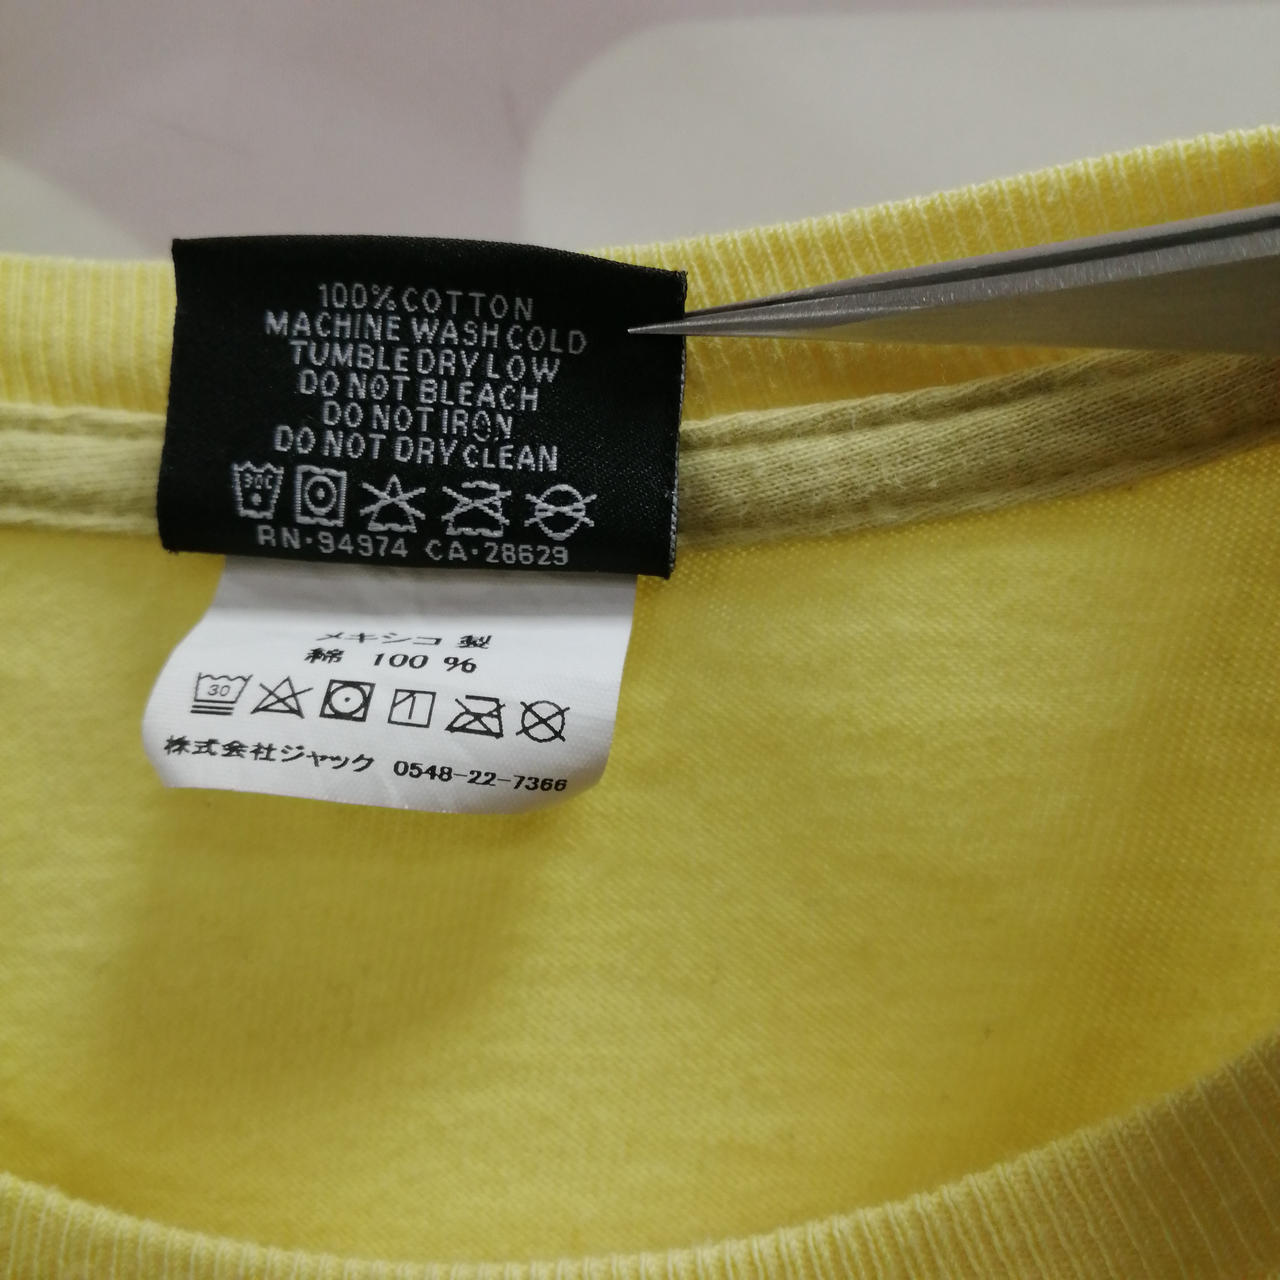 100% COTTON
MACHINE WASH COLD
TUMBLE DRY LOW
DO NOT BLEACH
DO NOT IRON
DO NOT DRY CLEAN
30C
RN·94974 CA·28629
メキシコ 製
綿 100 %
30
株式会社ジャック 0548-22-7366